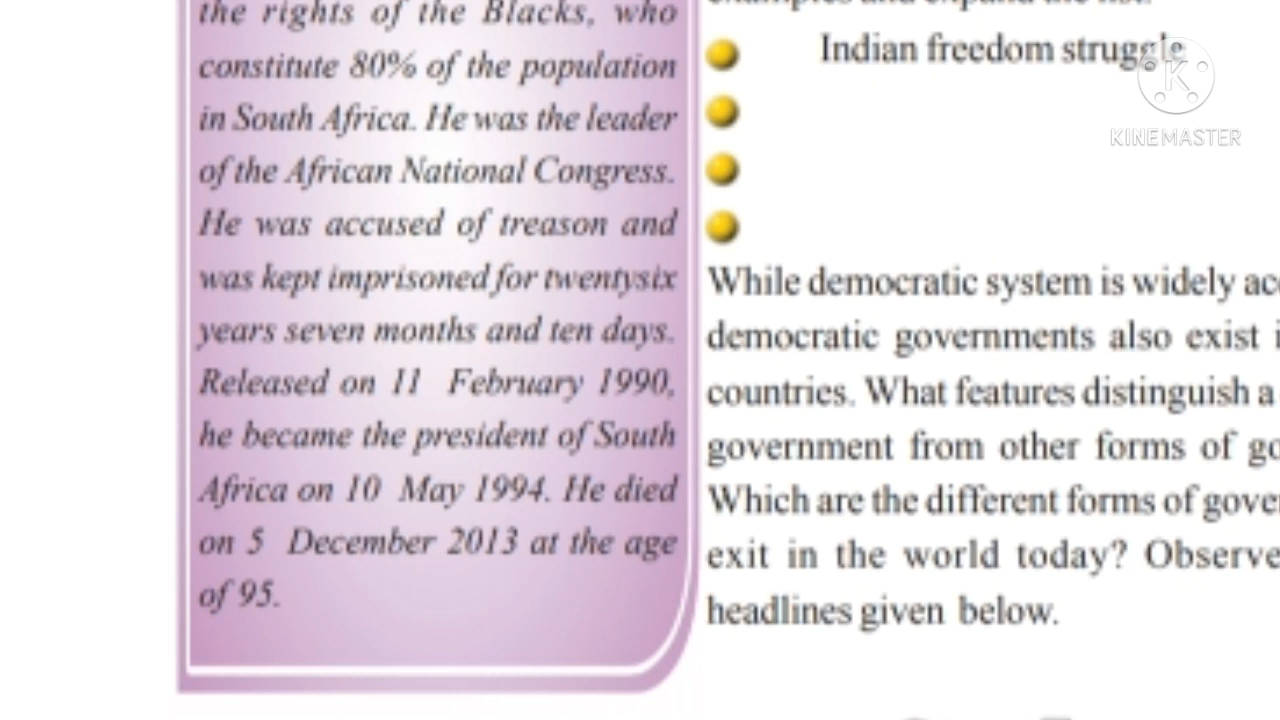 the rights of the Blacks, who
constitute 80% of the population
in South Africa. He was the leader
of the African National Congress.
He was accused of treason and
was kept imprisoned for twentysix
years seven months and ten days.
Released on 11 February 1990,
he became the president of South
Africa on 10 May 1994. He died
on 5 December 2013 at the age
of 95.
examples and expand the list.
Indian freedom struggle
While democratic system is widely
democratic governments also exist
countries. What features distinguish a
government from other forms of
Which are the different forms of
exit in the world today? Observe
headlines given below.
K
KINEMASTER